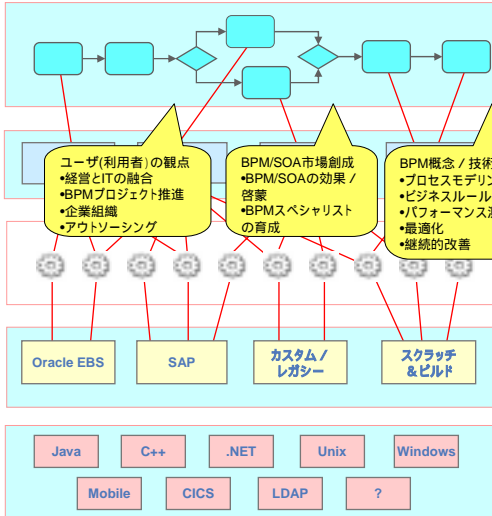 ユーザ(利用者)の観点
•経営とITの融合
•BPMプロジェクト推進
•企業組織
•アウトソーシング
BPM/SOA市場創成
•BPM/SOAの効果 /
啓蒙
•BPMスペシャリスト
の育成
BPM概念 / 技術
•プロセスモデリン
•ビジネスルール
•パフォーマンス
•最適化
•継続的改善
Oracle EBS
SAP
カスタム /
レガシー
スクラッチ
&ビルド
Java
C++
.NET
Unix
Windows
Mobile
CICS
LDAP
?